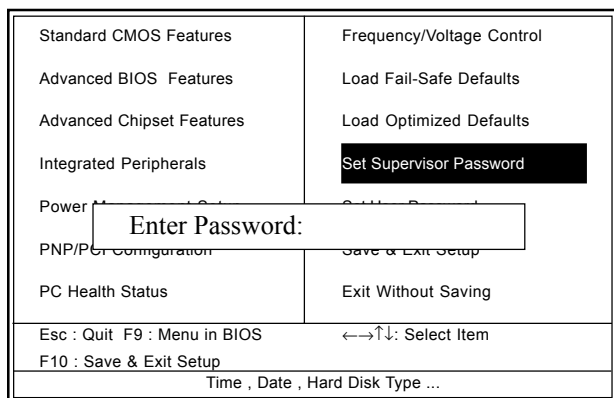 Standard CMOS Features
Advanced BIOS Features
Advanced Chipset Features
Integrated Peripherals
Power
Enter Password:
PNP/PCI Configuration
PC Health Status
Frequency/Voltage Control
Load Fail-Safe Defaults
Load Optimized Defaults
Set Supervisor Password
Save & Exit Setup
Exit Without Saving
Esc : Quit F9 : Menu in BIOS
←→↑↓: Select Item
F10 : Save & Exit Setup
Time , Date , Hard Disk Type ...